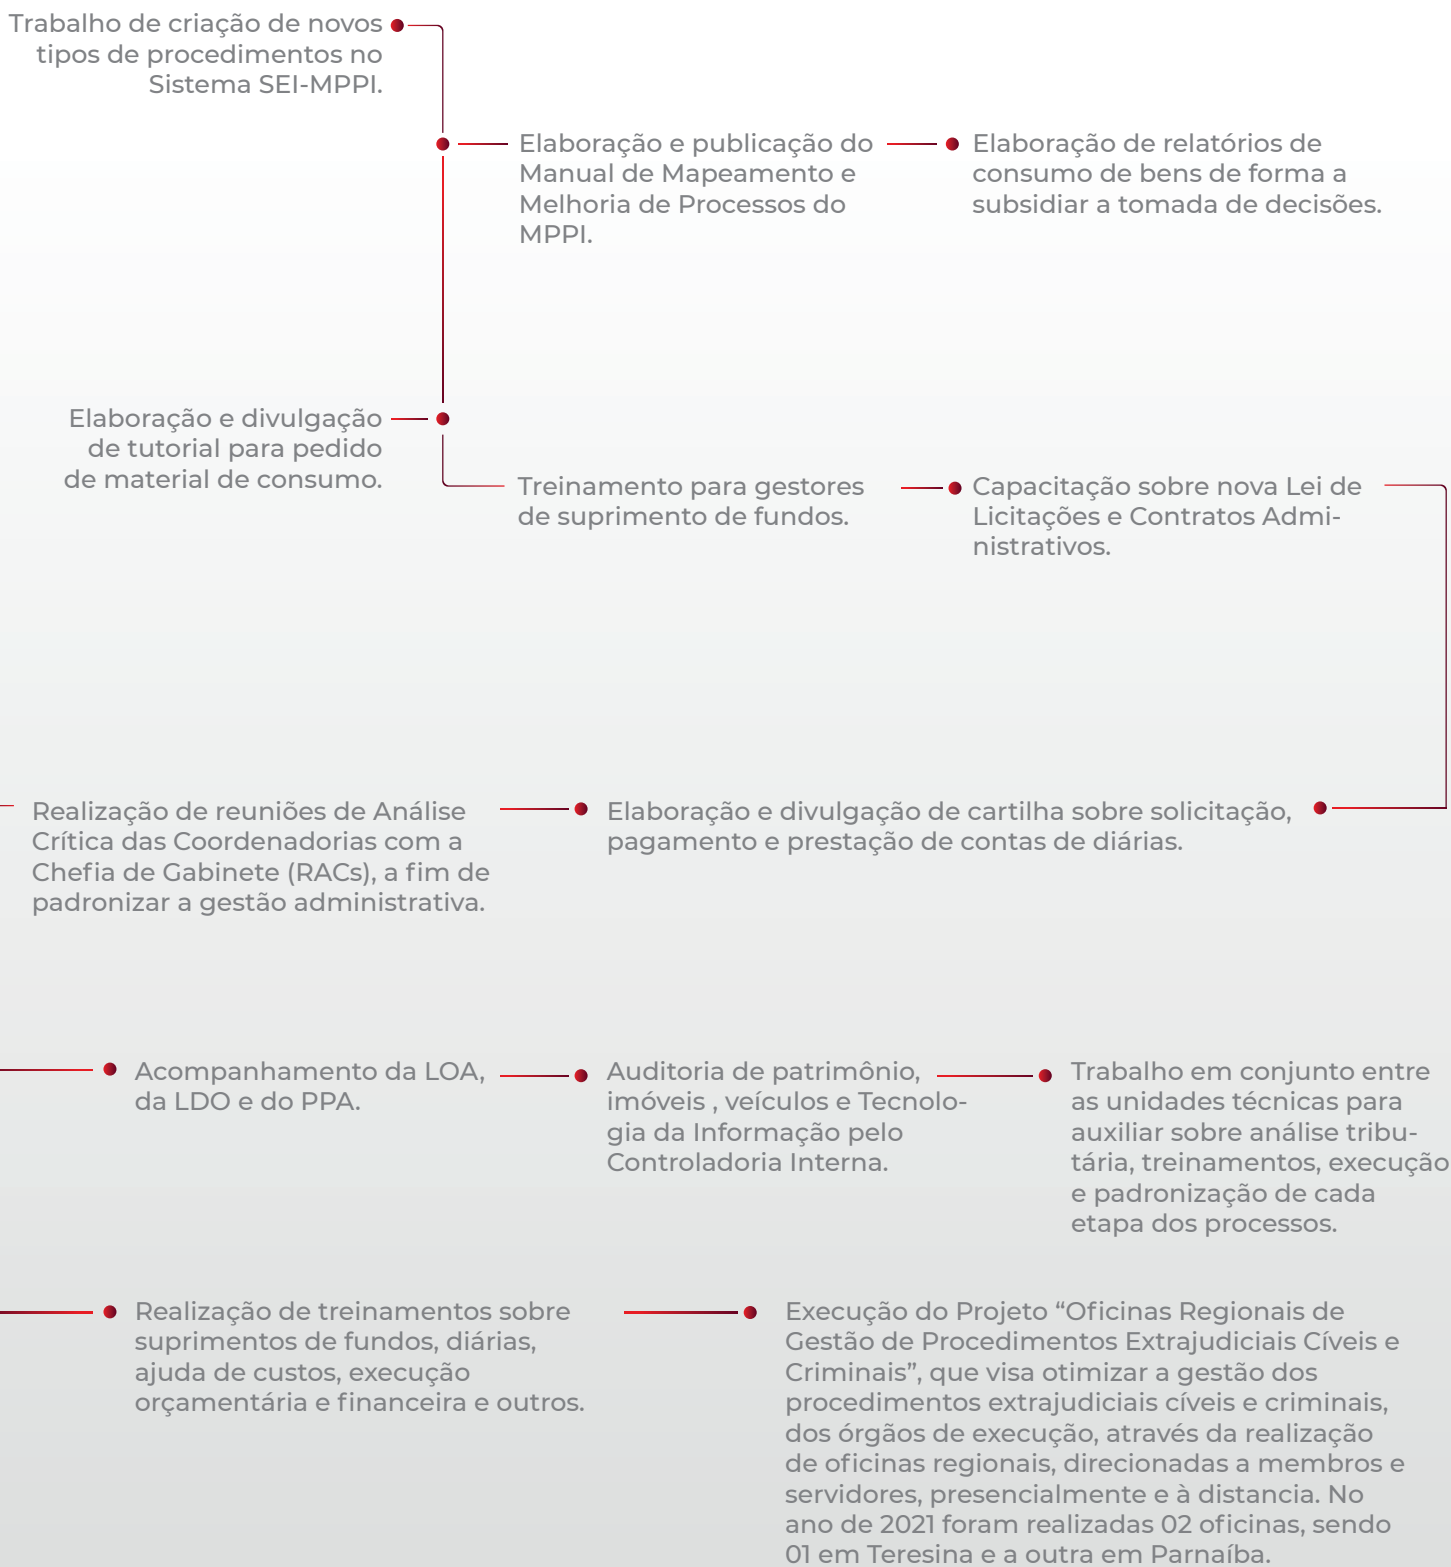 Trabalho de criação de novos
tipos de procedimentos no
Sistema SEI-MPPI.
Elaboração e publicação do
Manual de Mapeamento e
Melhoria de Processos do
MPPI.
Elaboração de relatórios de
consumo de bens de forma a
subsidiar a tomada de decisões.
Elaboração e divulgação
de tutorial para pedido
de material de consumo.
Treinamento para gestores
de suprimento de fundos.
Capacitação sobre nova Lei de
Licitações e Contratos Admi-
nistrativos.
Realização de reuniões de Análise
Crítica das Coordenadorias com a
Chefia de Gabinete (RACs), a fim de
padronizar a gestão administrativa.
Elaboração e divulgação de cartilha sobre solicitação,
pagamento e prestação de contas de diárias.
Acompanhamento da LOA,
da LDO e do PPA.
Auditoria de patrimônio,
imóveis , veículos e Tecnolo-
gia da Informação pelo
Controladoria Interna.
Trabalho em conjunto entre
as unidades técnicas para
auxiliar sobre análise tribu-
tária, treinamentos, execução
e padronização de cada
etapa dos processos.
Realização de treinamentos sobre
suprimentos de fundos, diárias,
ajuda de custos, execução
orçamentária e financeira e outros.
Execução do Projeto “Oficinas Regionais de
Gestão de Procedimentos Extrajudiciais Cíveis e
Criminais”, que visa otimizar a gestão dos
procedimentos extrajudiciais cíveis e criminais,
dos órgãos de execução, através da realização
de oficinas regionais, direcionadas a membros e
servidores, presencialmente e à distancia. No
ano de 2021 foram realizadas 02 oficinas, sendo
01 em Teresina e a outra em Parnaíba.